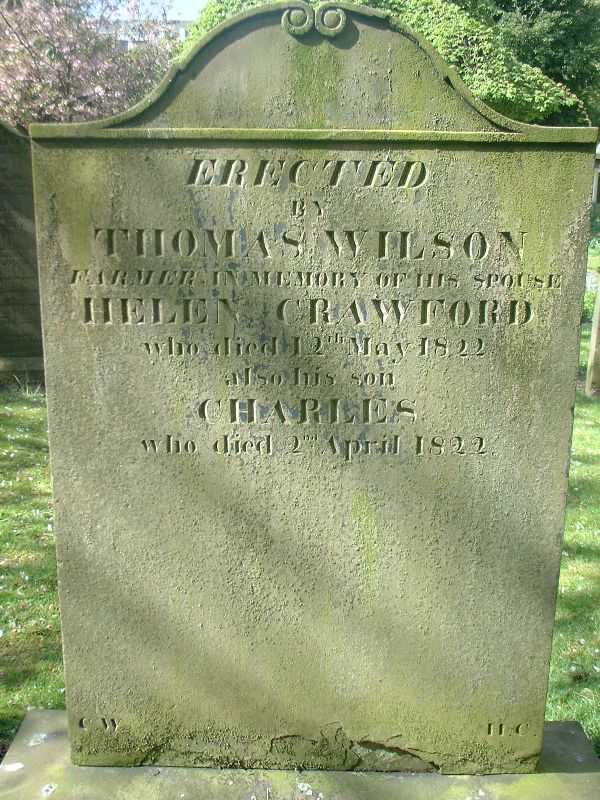 ERECTED
BY
THOMAS WILSON
FARMER IN MEMORY OF HIS SPOUSE
HELEN CRAWFORD
who died 12th May 1822
also his son
CHARLES
who died 2nd April 1822.
C W H C